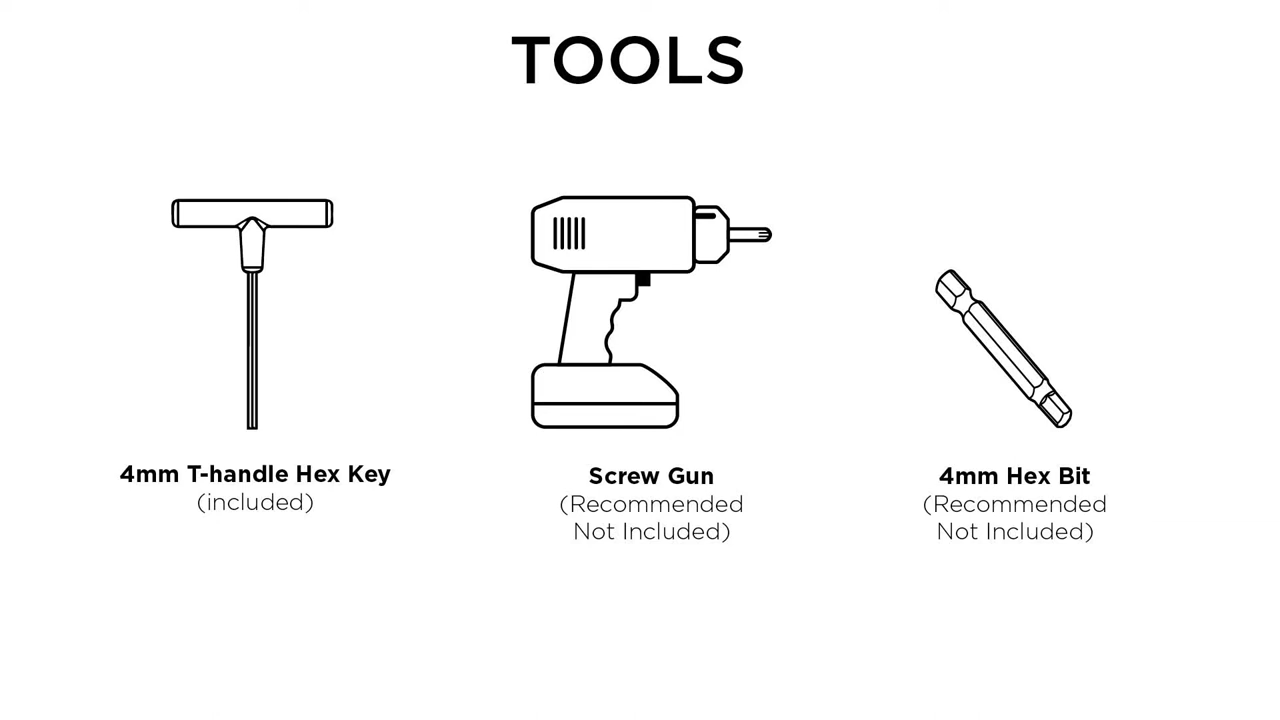 TOOLS
4mm T-handle Hex Key
(included)
Screw Gun
(Recommended
Not Included)
4mm Hex Bit
(Recommended
Not Included)